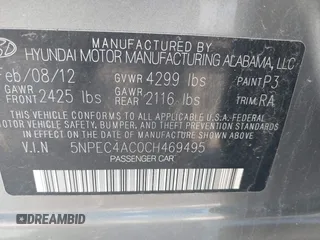 HYUNDAI MOTOR MANUFACTURING ALABAMA, LLC
Feb/08/12 GVWR 4299 lbs PAINT: P3
GAWR FRONT 2425 lbs GAWR REAR 2116 lbs TRIM: RA
THIS VEHICLE CONFORMS TO ALL APPLICABLE U.S.A. FEDERAL
MOTOR VEHICLE SAFETY, BUMPER, AND THEFT PREVENTION
STANDARDS IN EFFECT ON THE DATE OF MANUFACTURE SHOWN ABOVE.
V.I.N 5NPEC4AC0CH469495
PASSENGER CAR
DREAMBID